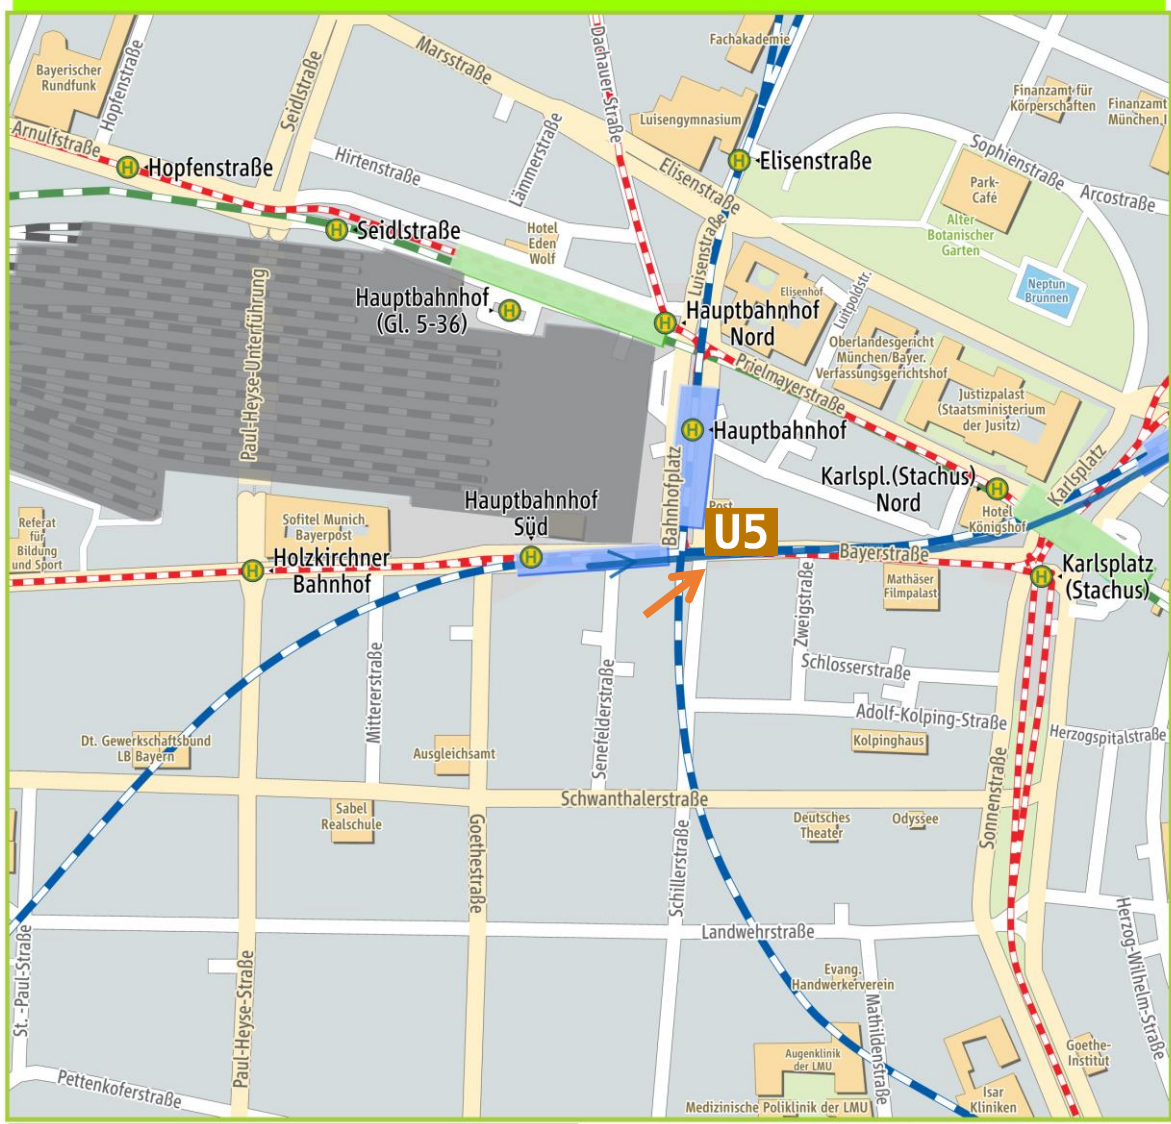 Fachakademie
Bayerischer
Rundfunk
Hopfenstraße
Seidlstraße
Marsstraße
Dachauer Straße
Finanzamt für
Körperschaften
Finanzamt
München, I
Luisengymnasium
Arnulfstraße
Hopfenstraße
Hirtenstraße
Lämmerstraße
Elisenstraße
Elisenstraße
Sophienstraße
Park-
Café
Arcostraße
Seidlstraße
Hotel
Eden
Wolf
Luisenstraße
Alter
Botanischer
Garten
Neptun
Brunnen
Elisenhof
Luitpoldstr.
Hauptbahnhof
(Gl. 5-36)
Hauptbahnhof
Nord
Paul-Heyse-Unterführung
Oberlandesgericht
München/Bayer.
Verfassungsgerichtshof
Prielmayerstraße
Justizpalast
(Staatsministerium
der Jusitz)
Hauptbahnhof
Bahnhofplatz
Karlspl.(Stachus)
Nord
Karlsplatz
Hauptbahnhof
Süd
Post
Hotel
Königshof
Referat
für
Bildung
und Sport
Sofitel Munich
Bayerpost
U5
Bayerstraße
Holzkirchner
Bahnhof
Karlsplatz
(Stachus)
Mathäser
Filmpalast
Zweigstraße
Mittererstraße
Senefelderstraße
Schlosserstraße
Adolf-Kolping-Straße
Herzogspitalstraße
Kolpinghaus
Dt. Gewerkschaftsbund
LB Bayern
Ausgleichsamt
Schwanthalerstraße
Sonnenstraße
Sabel
Realschule
Deutsches
Theater
Odyssee
Goethestraße
Schillerstraße
Landwehrstraße
Herzog-Wilhelm-Straße
St.-Paul-Straße
Paul-Heyse-Straße
Evang.
Handwerkerverein
Mathildenstraße
Augenklinik
der LMU
Goethe-
Institut
Pettenkoferstraße
Medizinische Poliklinik der LMU
Isar
Kliniken